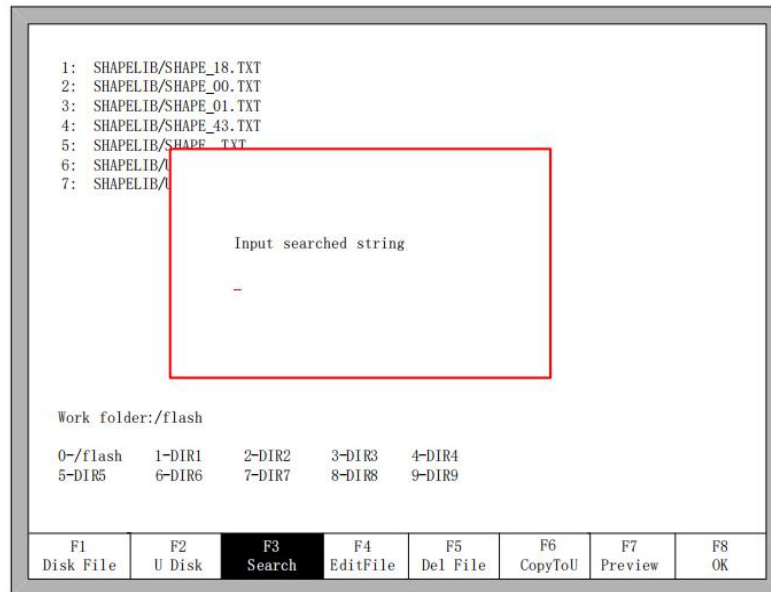 1: SHAPELIB/SHAPE_18.TXT
2: SHAPELIB/SHAPE_00.TXT
3: SHAPELIB/SHAPE_01.TXT
4: SHAPELIB/SHAPE_43.TXT
5: SHAPELIB/SHAPE_ TXT
6: SHAPELIB/U
7: SHAPELIB/U
Input searched string
_
Work folder:/flash
0-/flash 1-DIR1 2-DIR2 3-DIR3 4-DIR4
5-DIR5 6-DIR6 7-DIR7 8-DIR8 9-DIR9
F1 F2 F3 F4 F5 F6 F7 F8
Disk File U Disk Search EditFile Del File CopyToU Preview OK